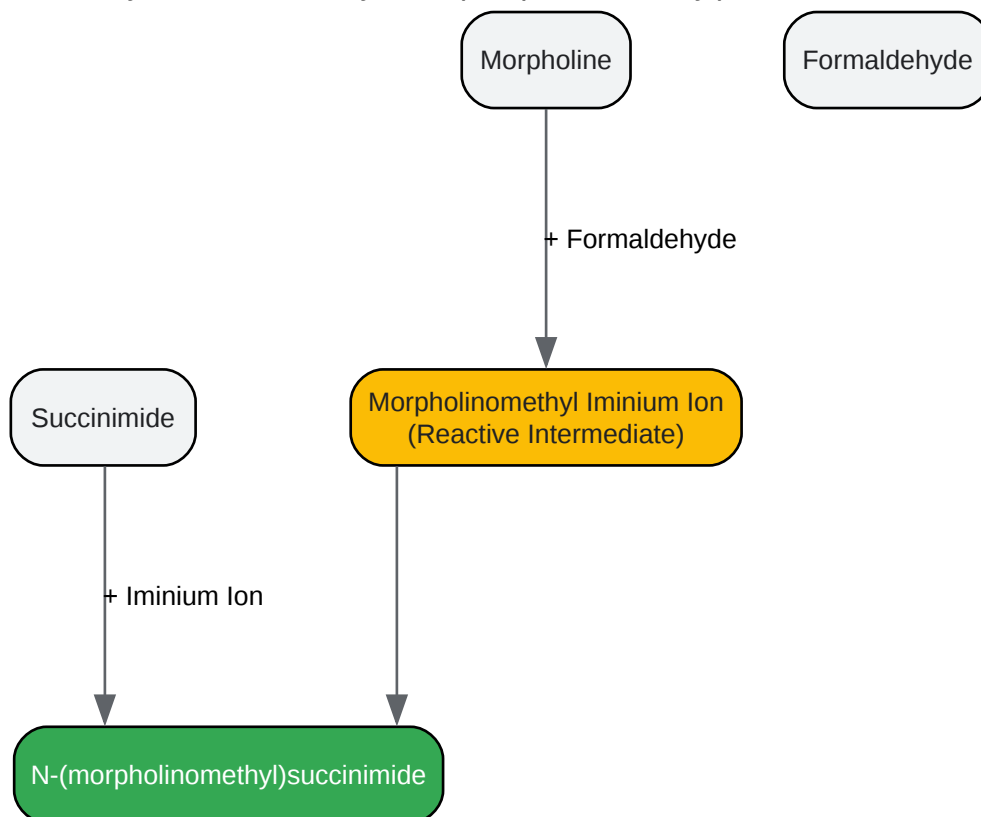 Morpholine
Formaldehyde
+ Formaldehyde
Succinimide
Morpholinomethyl Iminium Ion
(Reactive Intermediate)
+ Iminium Ion
N-(morpholinomethyl)succinimide